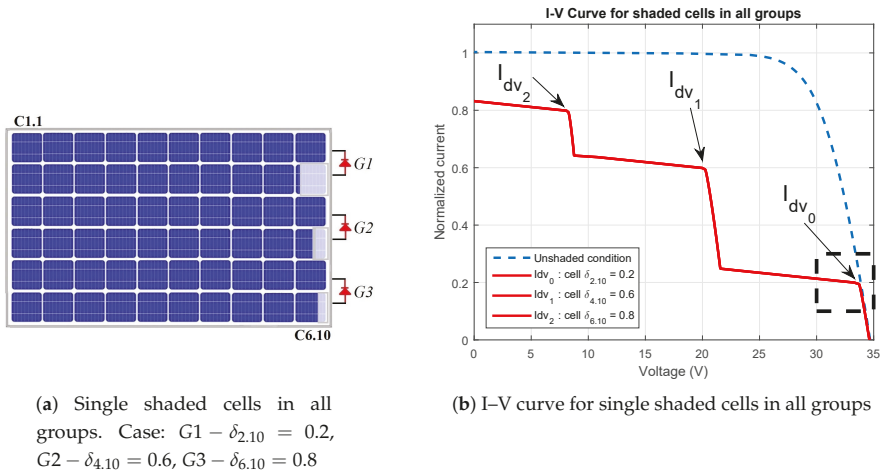 C1.1
G1
G2
G3
C6.10
(a) Single shaded cells in all
groups. Case: G1 − δ2.10 = 0.2,
G2 − δ4.10 = 0.6, G3 − δ6.10 = 0.8
I-V Curve for shaded cells in all groups
Normalized current
1
0.8
0.6
0.4
0.2
0
Idv2
Idv1
Idv0
Unshaded condition
Idv0 : cell δ2.10 = 0.2
Idv1 : cell δ4.10 = 0.6
Idv2 : cell δ6.10 = 0.8
0 5 10 15 20 25 30 35
Voltage (V)
(b) I–V curve for single shaded cells in all groups